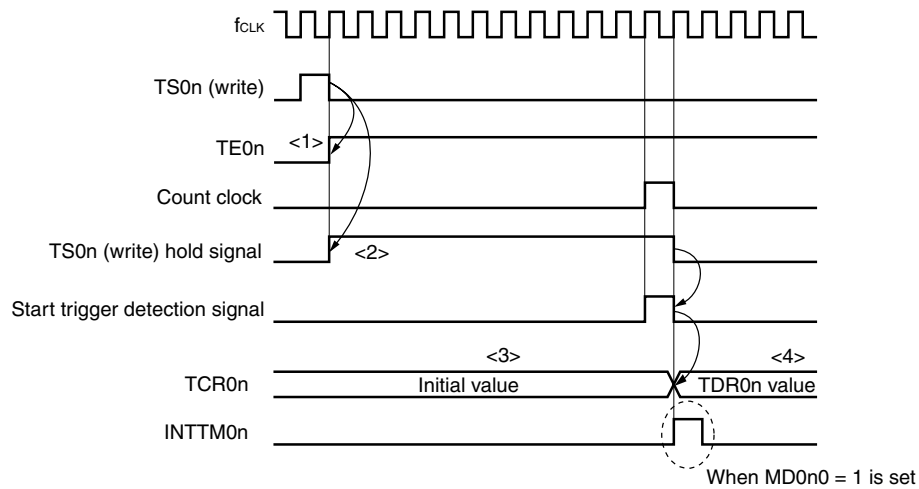 fCLK
TS0n (write)
<1>
TE0n
Count clock
TS0n (write) hold signal
<2>
Start trigger detection signal
<3>
<4>
TCR0n
Initial value
TDR0n value
INTTM0n
When MD0n0 = 1 is set